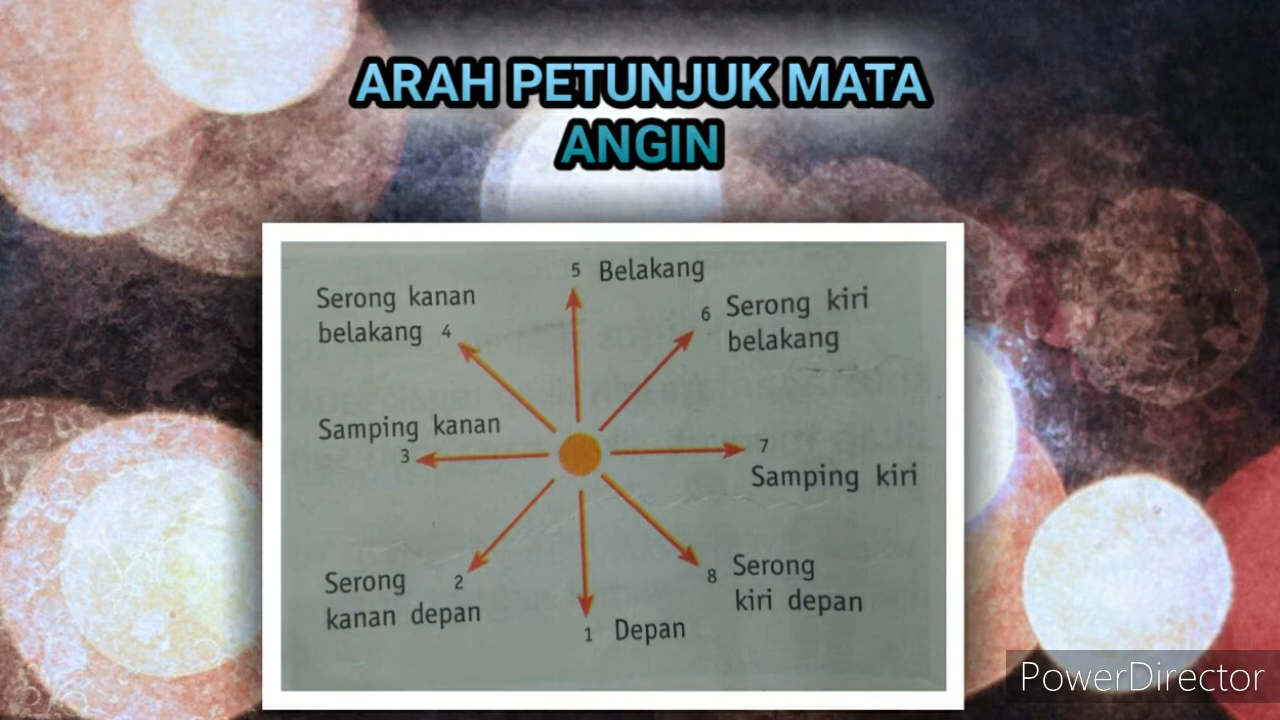 ARAH PETUNJUK MATA
ANGIN
5 Belakang
Serong kanan
belakang 4
6 Serong kiri
belakang
Samping kanan
3
7
Samping kiri
Serong 2
kanan depan
8 Serong
kiri depan
1 Depan
PowerDirector